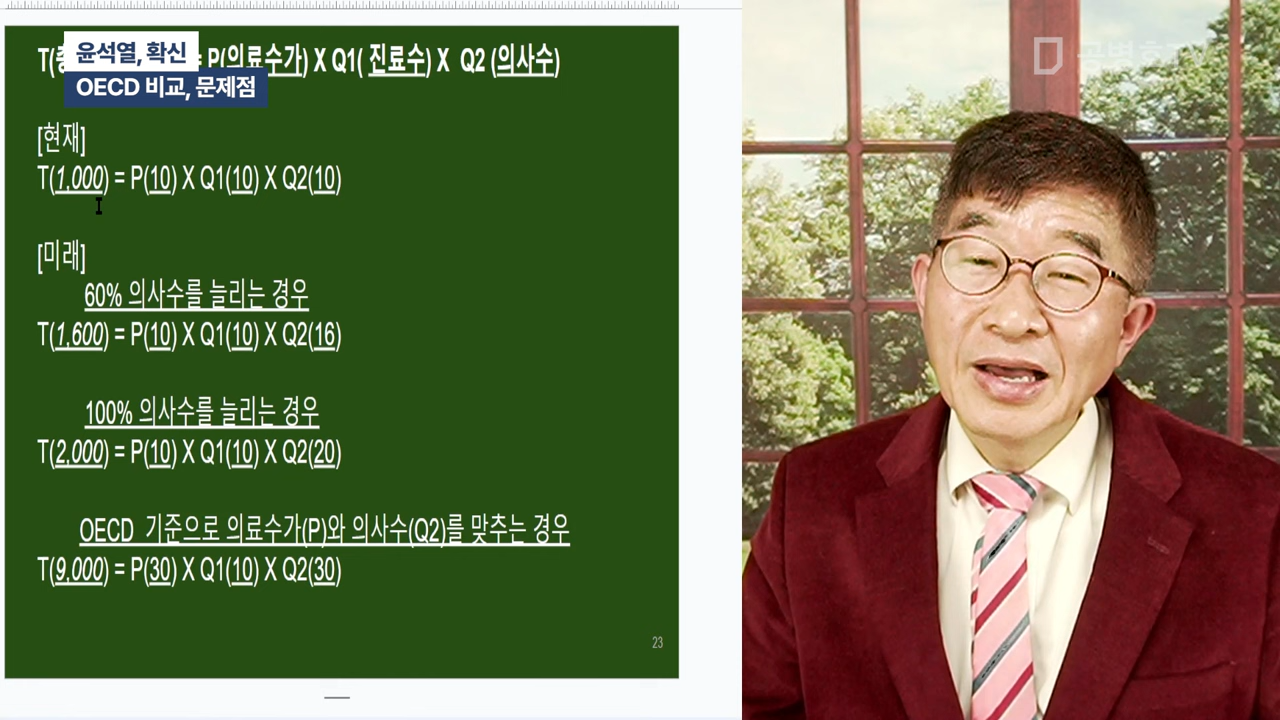 윤석열, 확신
OECD 비교, 문제점
T( = P(의료수가) X Q1( 진료수) X Q2 (의사수)
[현재]
T(1,000) = P(10) X Q1(10) X Q2(10)
[미래]
60% 의사수를 늘리는 경우
T(1,600) = P(10) X Q1(10) X Q2(16)
100% 의사수를 늘리는 경우
T(2,000) = P(10) X Q1(10) X Q2(20)
OECD 기준으로 의료수가(P)와 의사수(Q2)를 맞추는 경우
T(9,000) = P(30) X Q1(10) X Q2(30)
23